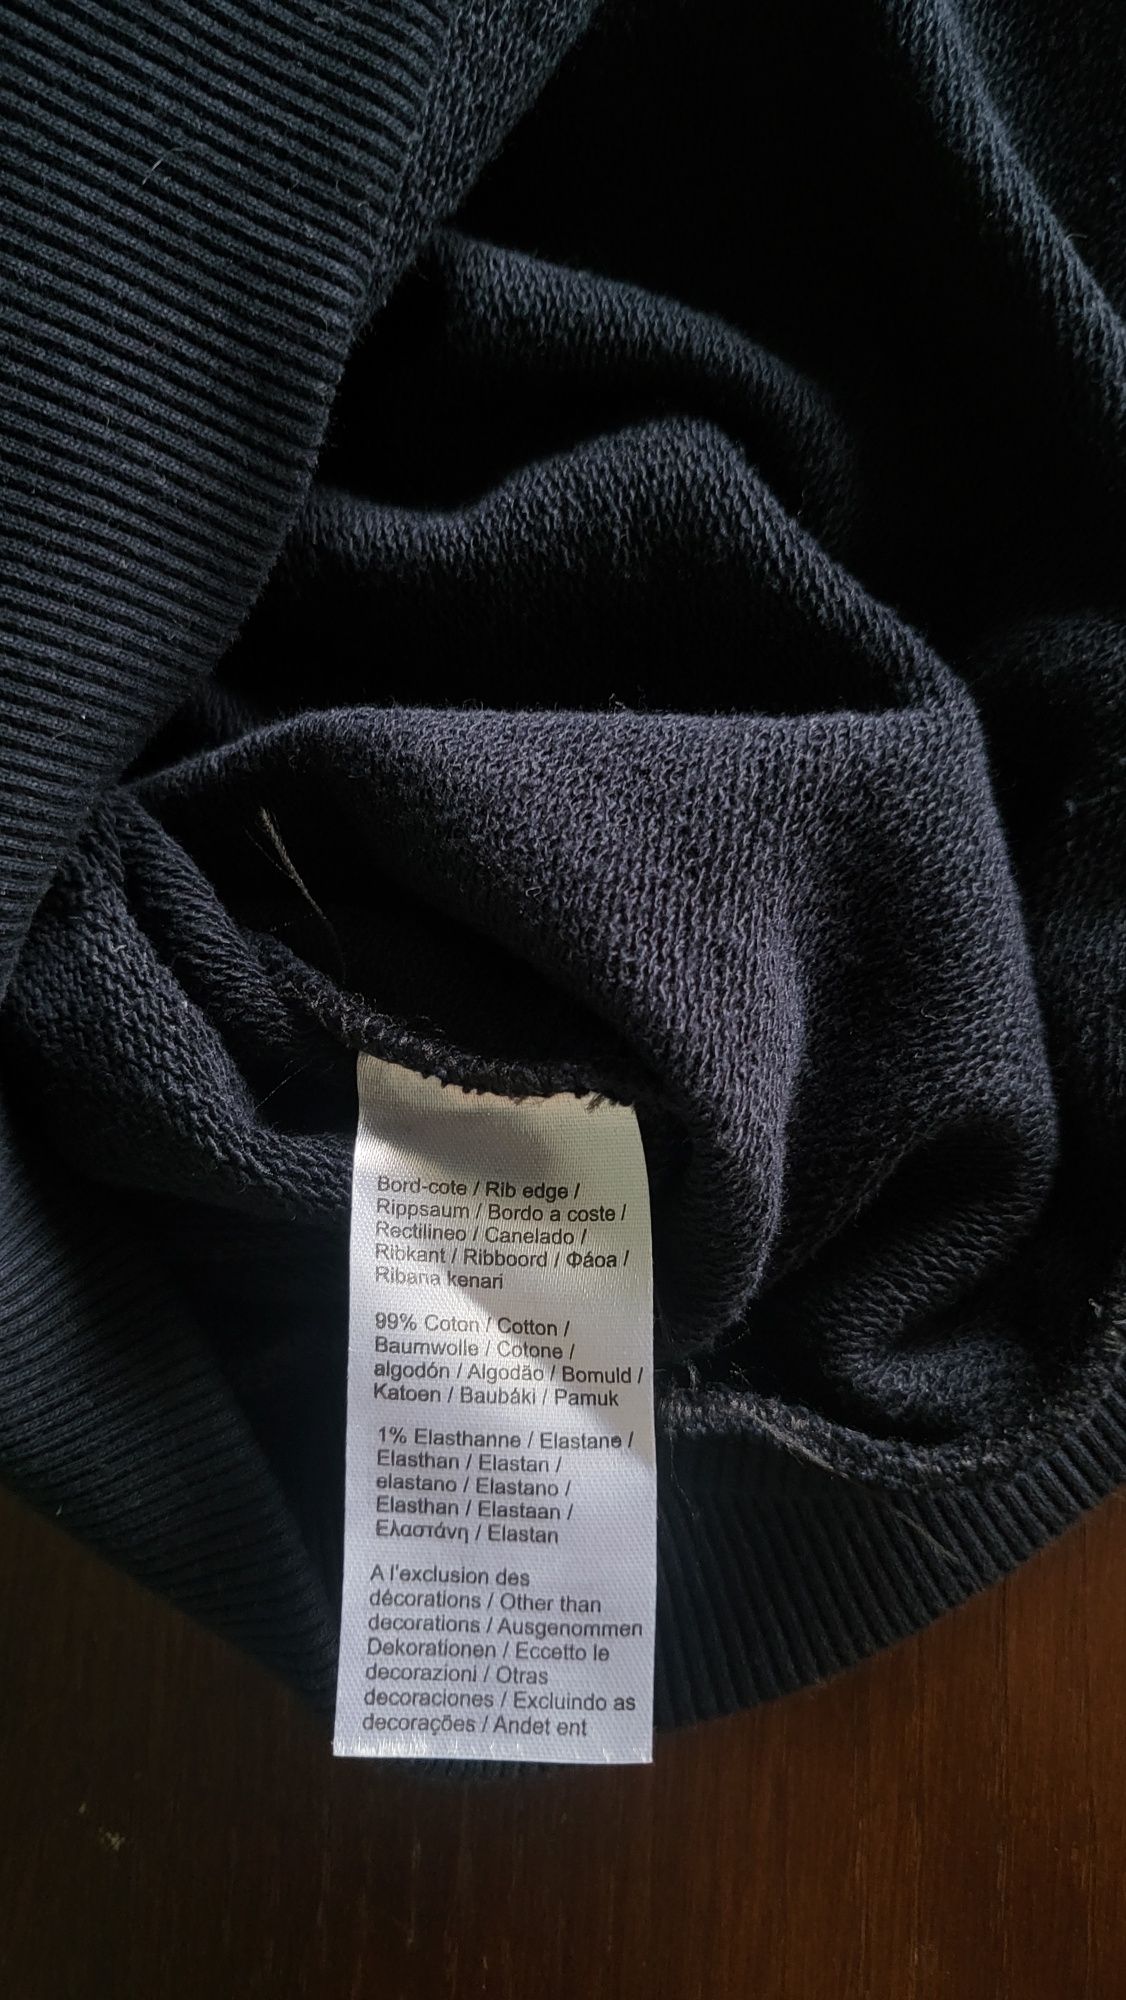 Bord-cote / Rib edge /
Rippsaum / Bordo a coste /
Rectilineo / Canelado /
Ribkant / Ribboord / Φάσα /
Ribana kenari
99% Coton / Cotton /
Baumwolle / Cotone /
algodón / Algodão / Bomuld /
Katoen / Βαυβάκι / Pamuk
1% Elasthanne / Elastane /
Elasthan / Elastan /
elastano / Elastano /
Elasthan / Elastaan /
Ελαστάνη / Elastan
A l'exclusion des
décorations / Other than
decorations / Ausgenommen
Dekorationen / Eccetto le
decorazioni / Otras
decoraciones / Excluindo as
decorações / Andet ent